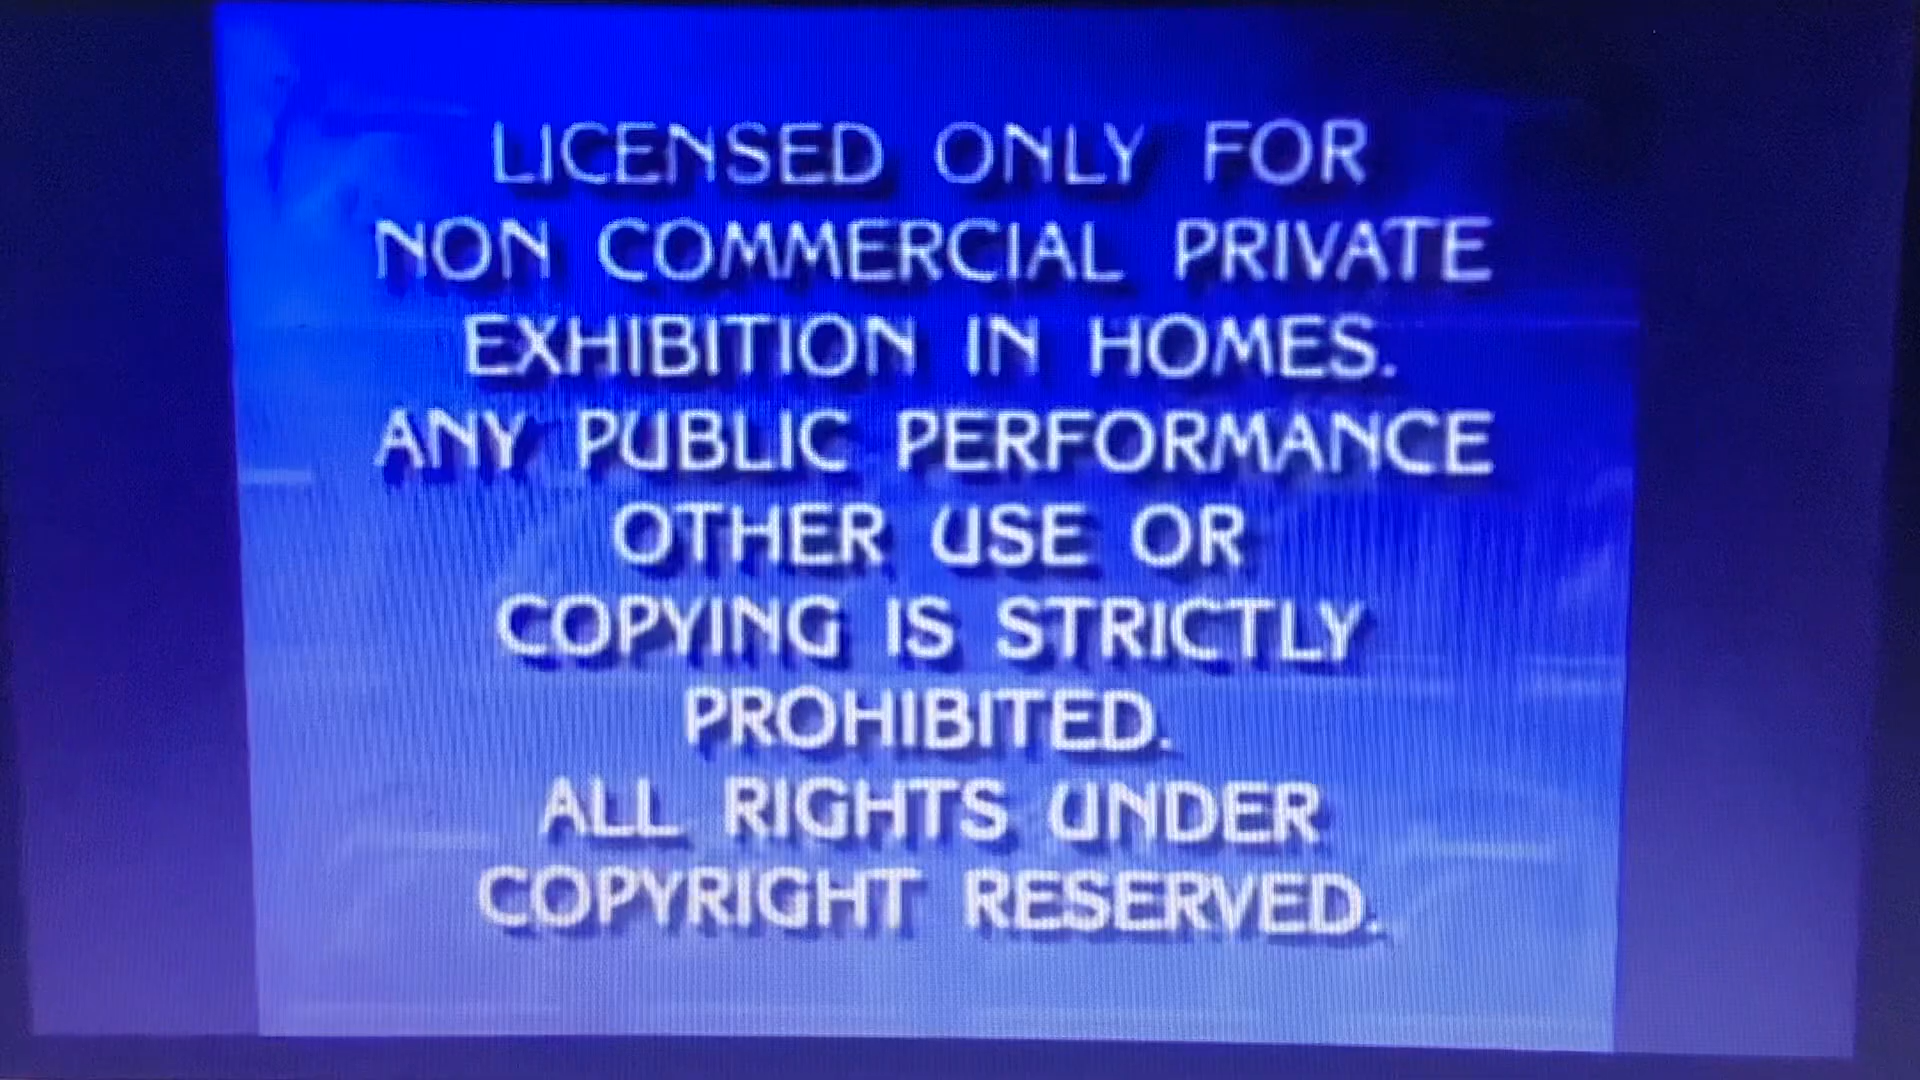 LICENSED ONLY FOR
NON COMMERCIAL PRIVATE
EXHIBITION IN HOMES.
ANY PUBLIC PERFORMANCE
OTHER USE OR
COPYING IS STRICTLY
PROHIBITED.
ALL RIGHTS UNDER
COPYRIGHT RESERVED.